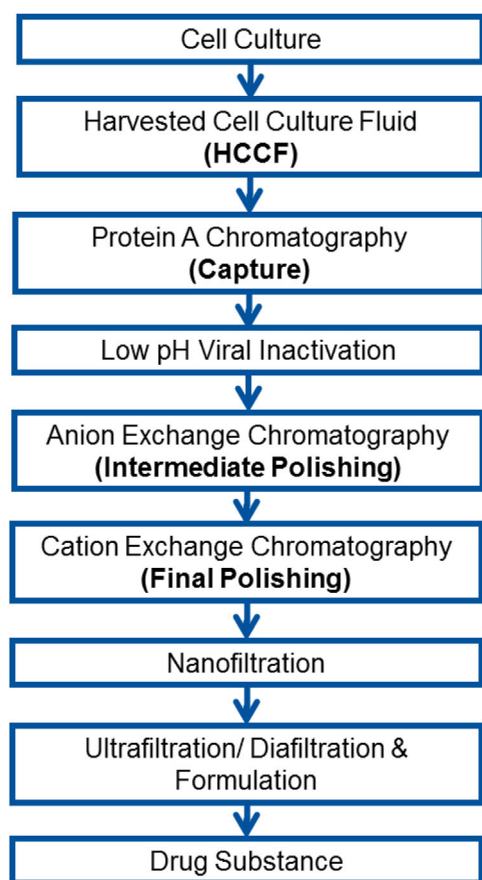 Cell Culture
Harvested Cell Culture Fluid
(HCCF)
Protein A Chromatography
(Capture)
Low pH Viral Inactivation
Anion Exchange Chromatography
(Intermediate Polishing)
Cation Exchange Chromatography
(Final Polishing)
Nanofiltration
Ultrafiltration/ Diafiltration &
Formulation
Drug Substance